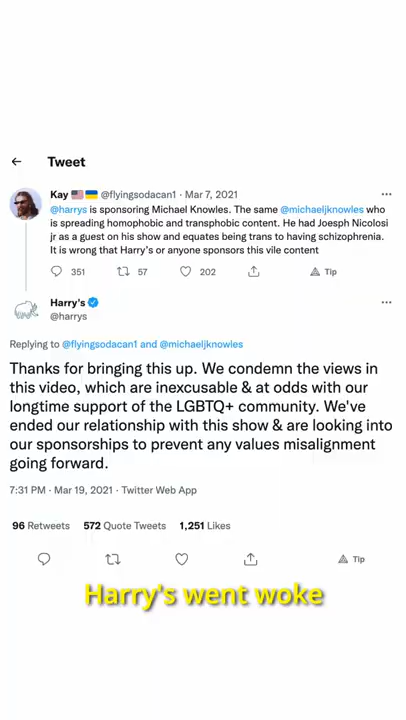 Tweet
Kay 🇺🇸🇺🇦 @flyingsodacan1 · Mar 7, 2021
@harrys is sponsoring Michael Knowles. The same @michaeljknowles who
is spreading homophobic and transphobic content. He had Joesph Nicolosi
jr as a guest on his show and equates being trans to having schizophrenia.
It is wrong that Harry's or anyone sponsors this vile content
351 57 202 Tip
Harry's
@harrys
Replying to @flyingsodacan1 and @michaeljknowles
Thanks for bringing this up. We condemn the views in
this video, which are inexcusable & at odds with our
longtime support of the LGBTQ+ community. We've
ended our relationship with this show & are looking into
our sponsorships to prevent any values misalignment
going forward.
7:31 PM · Mar 19, 2021 · Twitter Web App
96 Retweets 572 Quote Tweets 1,251 Likes
Tip
Harry's went woke